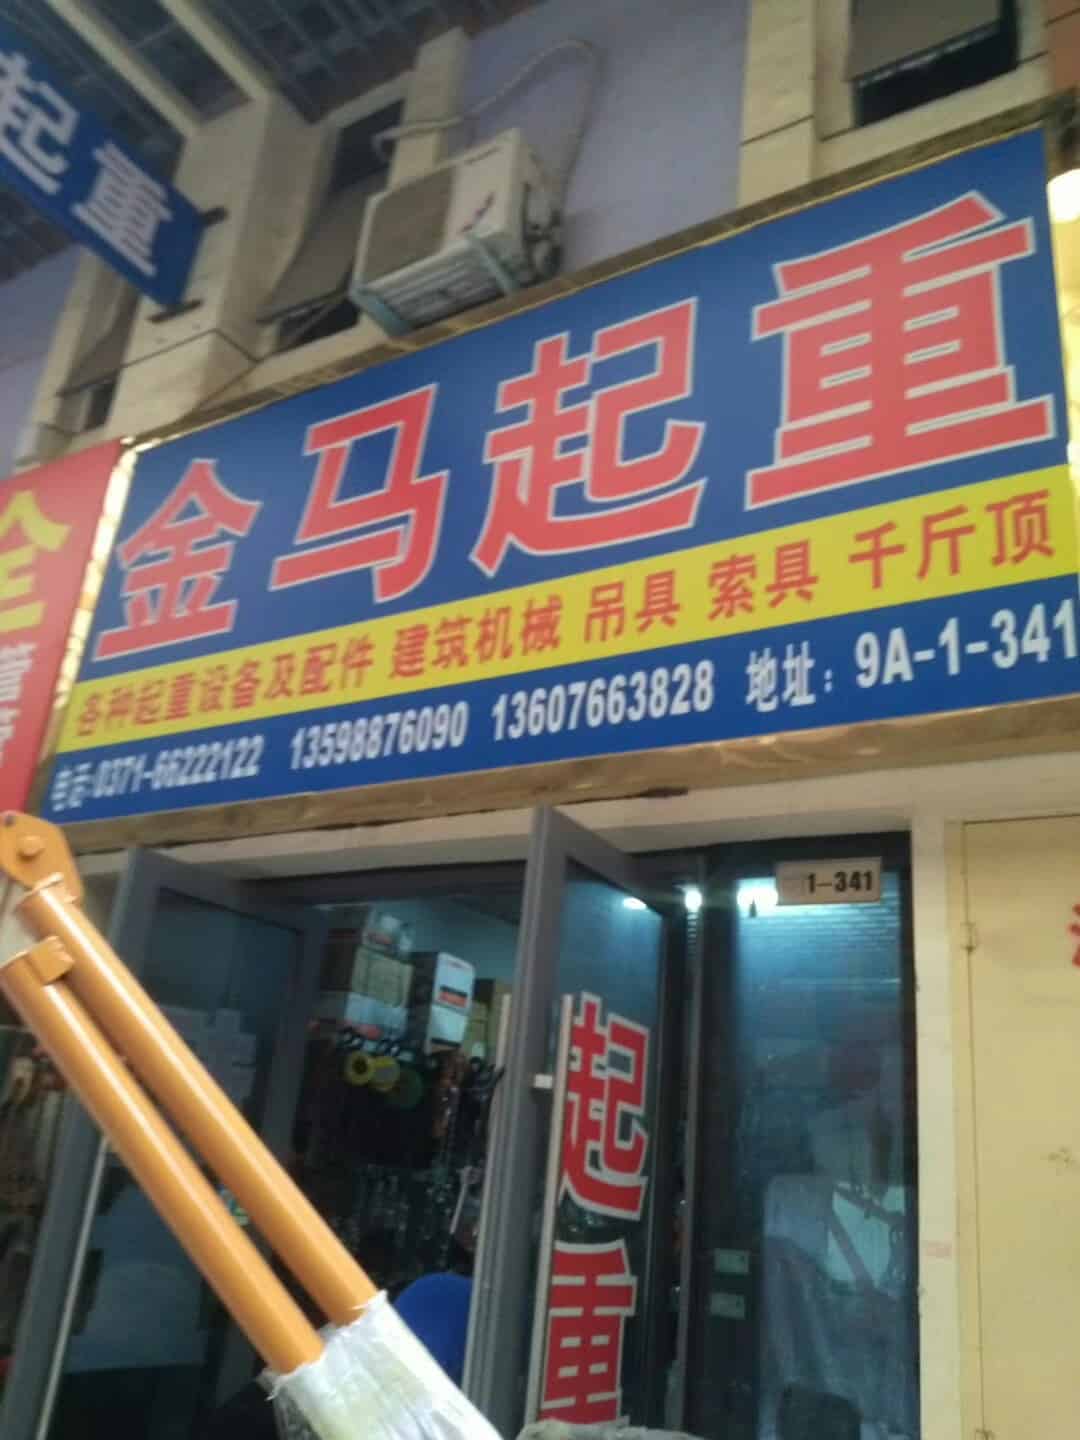 起重
金马起重
各种起重设备及配件 建筑机械 吊具 索具 千斤顶
电话:0371-66222122 13598876090 13607663828 地址：9A-1-341
全
管
1-341
起重